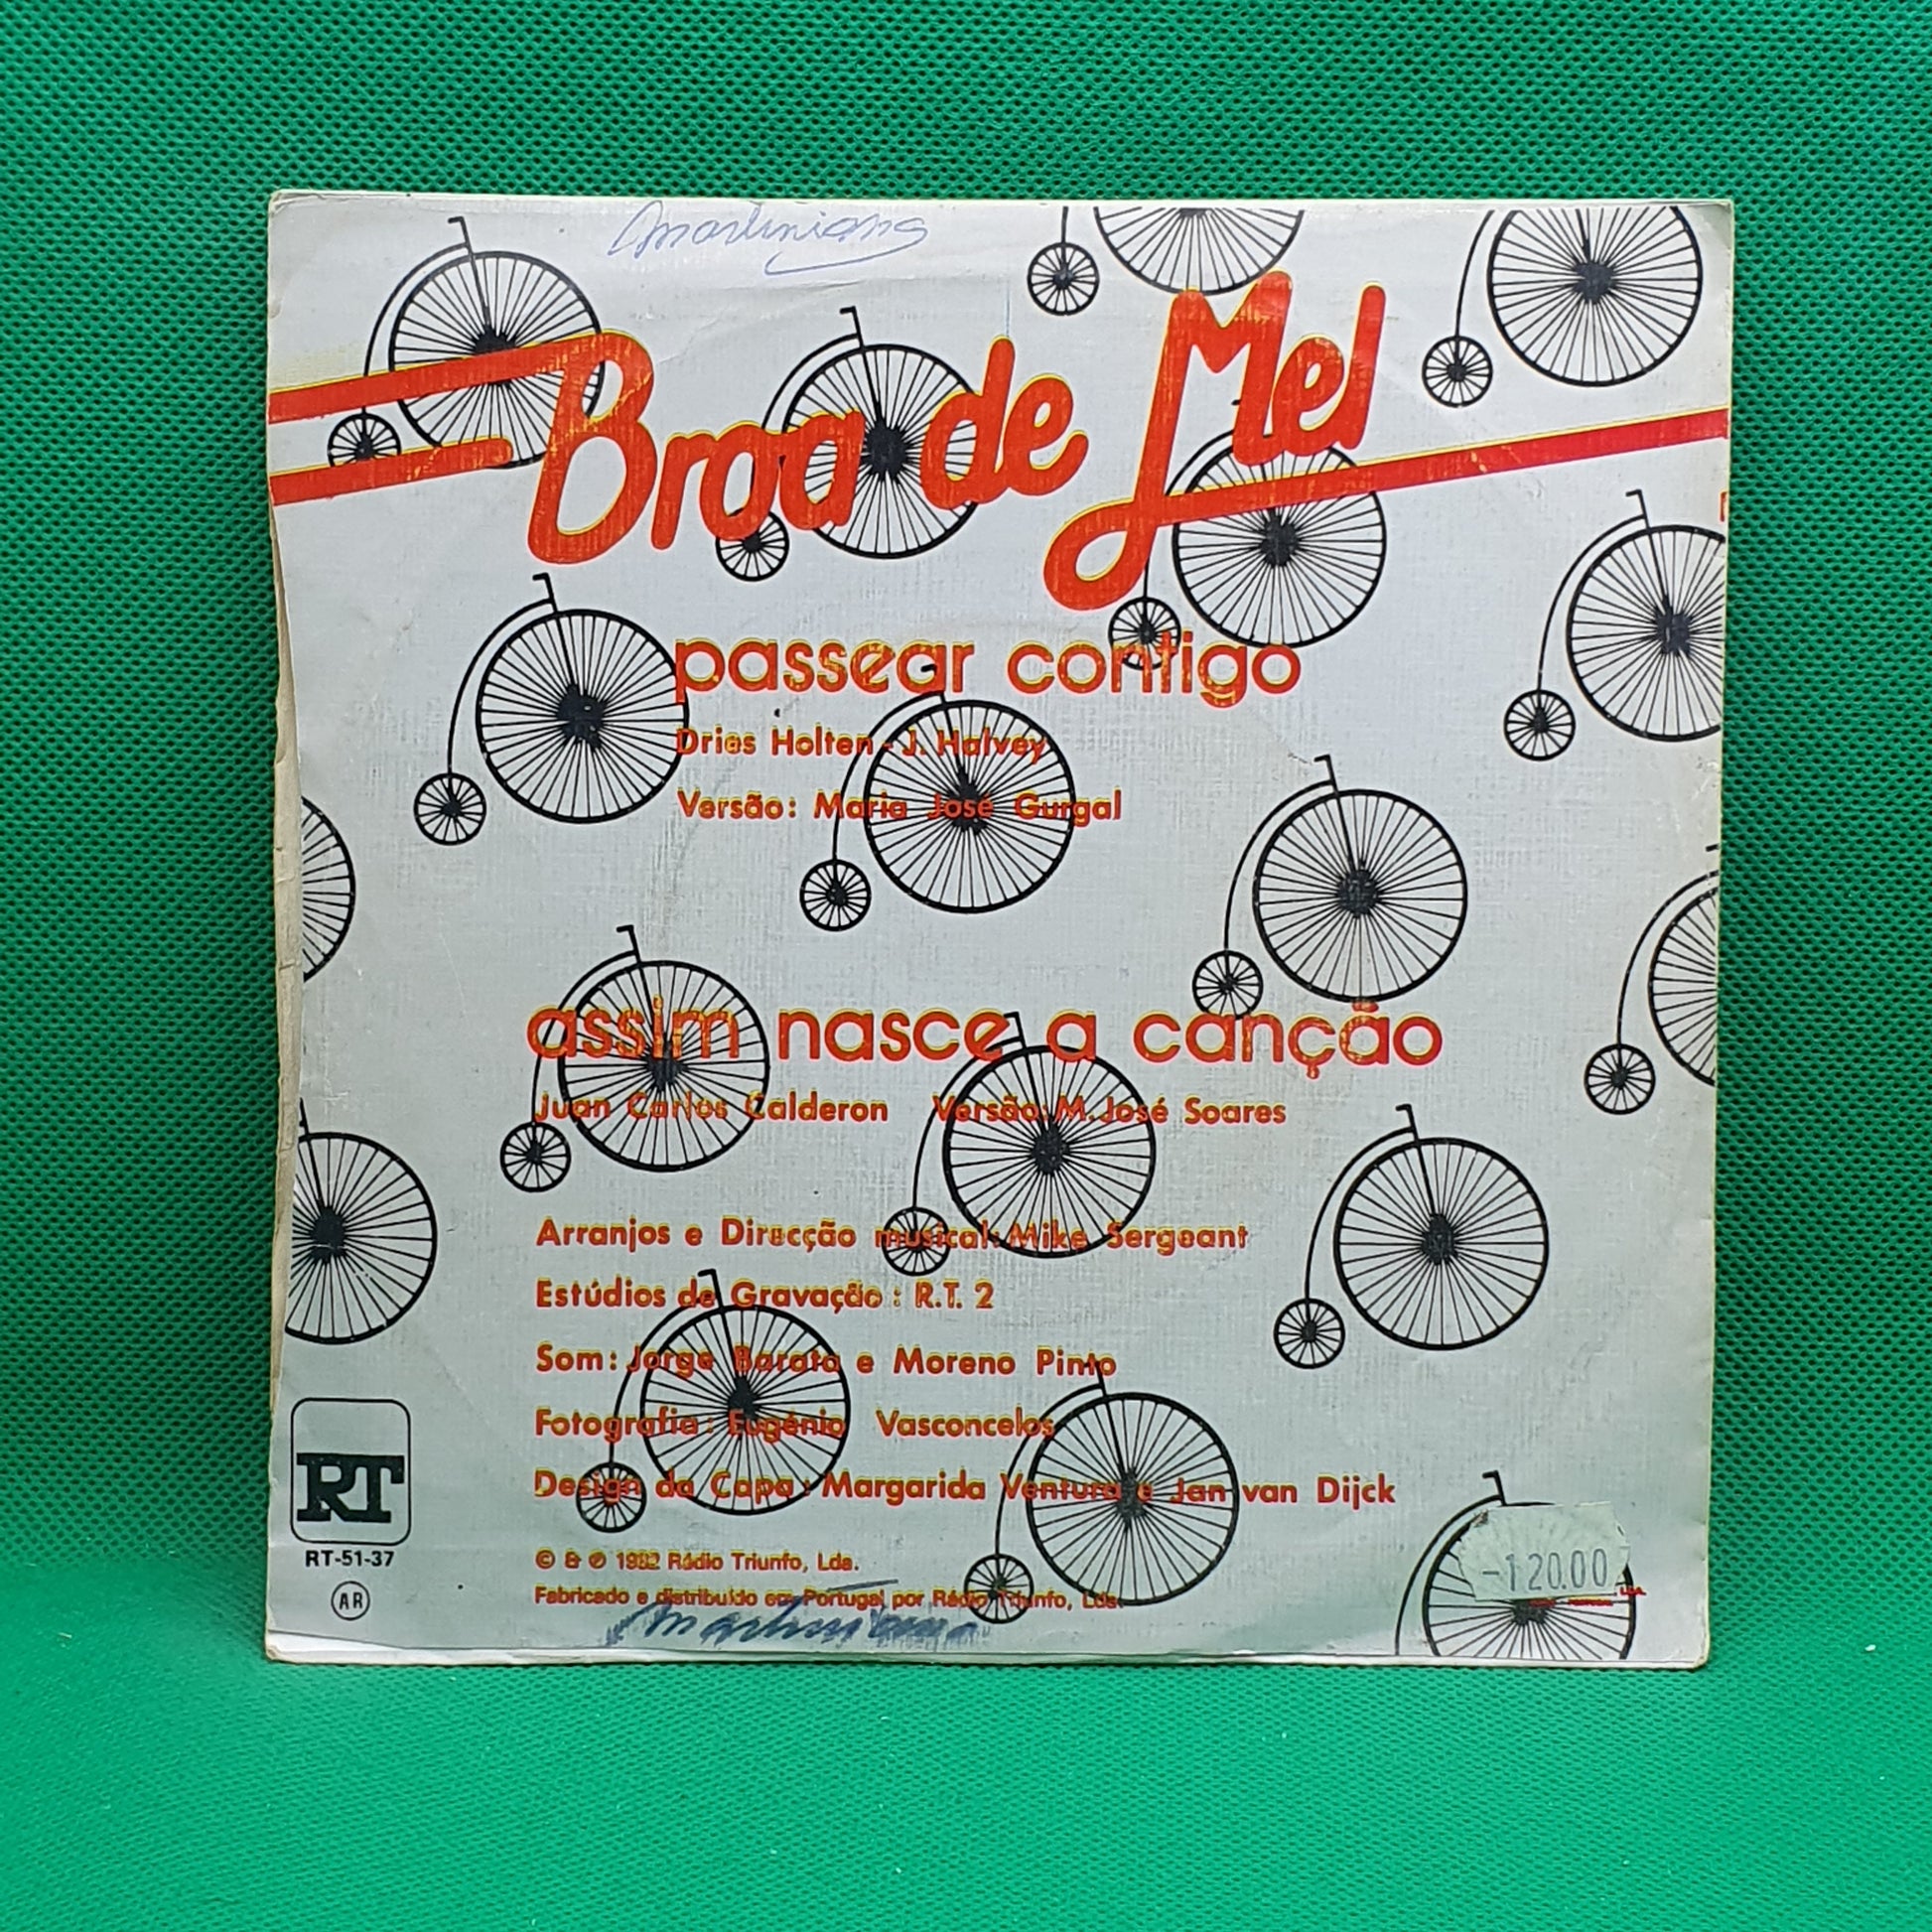 Martiniana
Broa de Mel
passear contigo
Dries Holten - J. Halvey
Versão: Maria José Gurgal
assim nasce a canção
Juan Carlos Calderon Versão: M. José Soares
Arranjos e Direcção musical: Mike Sergeant
Estúdios de Gravação : R.T. 2
Som: Jorge Barata e Moreno Pinto
Fotografia: Eugénio Vasconcelos
Design da Capa: Margarida Ventura e Jan van Dijck
RT
RT-51-37
AR
© & ℗ 1982 Rádio Triunfo, Lda.
Fabricado e distribuído em Portugal por Rádio Triunfo, Lda.
-120.00
Martiniana